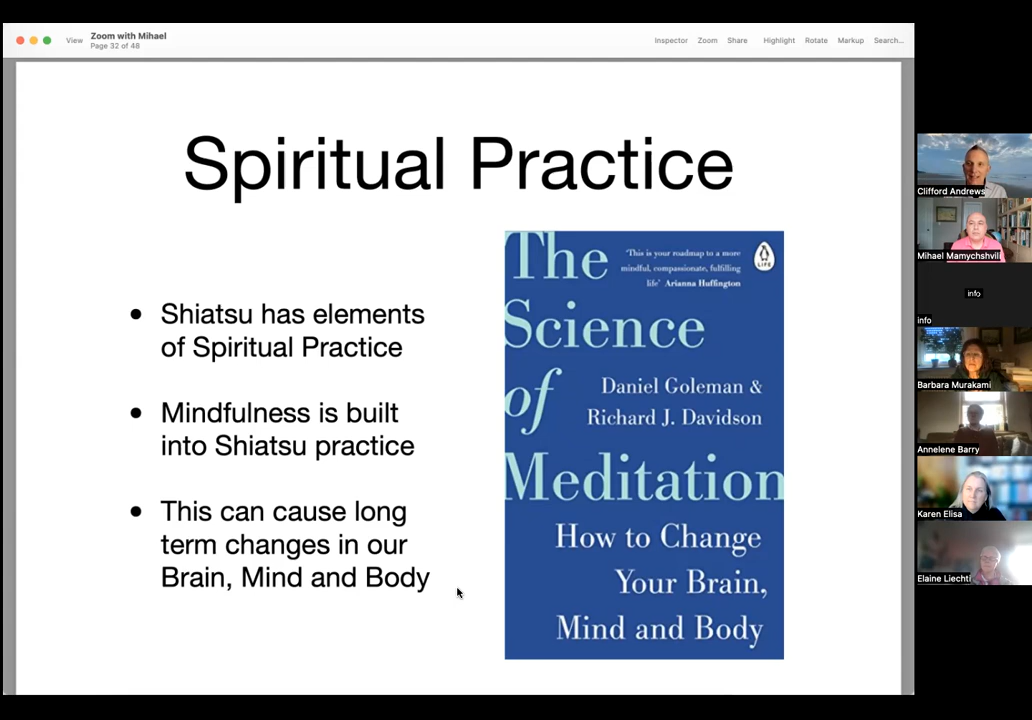 View
Zoom with Mihael
Page 32 of 48
Inspector Zoom Share Highlight Rotate Markup Search...
Spiritual Practice
• Shiatsu has elements
of Spiritual Practice
• Mindfulness is built
into Shiatsu practice
• This can cause long
term changes in our
Brain, Mind and Body
The
'This is your roadmap to a more
mindful, compassionate, fulfilling
life' Arianna Huffington
LIFE
Science
of
Daniel Goleman &
Richard J. Davidson
Meditation
How to Change
Your Brain,
Mind and Body
Clifford Andrews
Mihael Mamychshvili
info
info
Barbara Murakami
Annelene Barry
Karen Elisa
Elaine Liechti